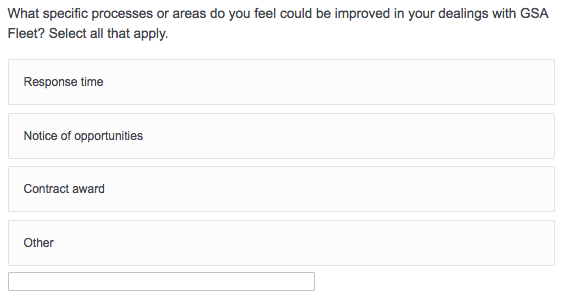 What specific processes or areas do you feel could be improved in your dealings with GSA
Fleet? Select all that apply.
Response time
Notice of opportunities
Contract award
Other